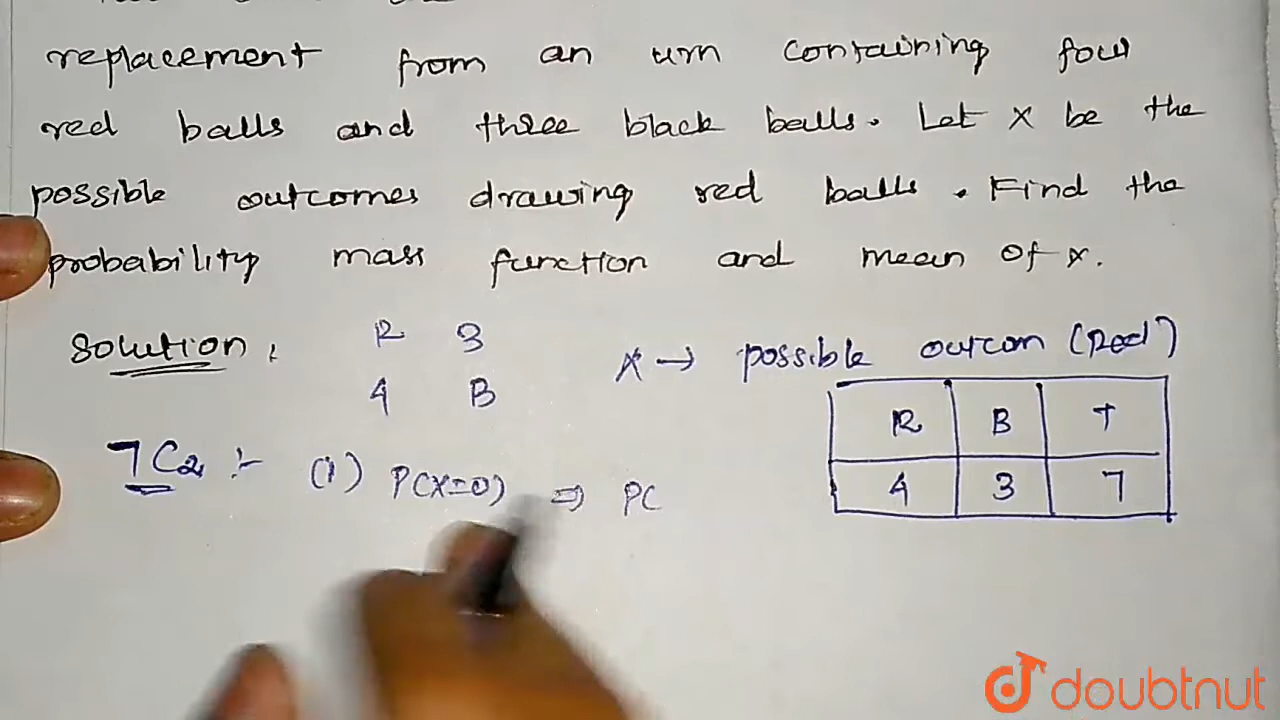 replacement from an urn containing four
red balls and three black balls. Let X be the
possible outcomes drawing red balls. Find the
probability mass function and mean of x.
Solution :
R 3
4 B
X → possible outcom (Red)
R B T
4 3 7
7C2 :- (1) P(X=0) ⇒ P(
doubtnut